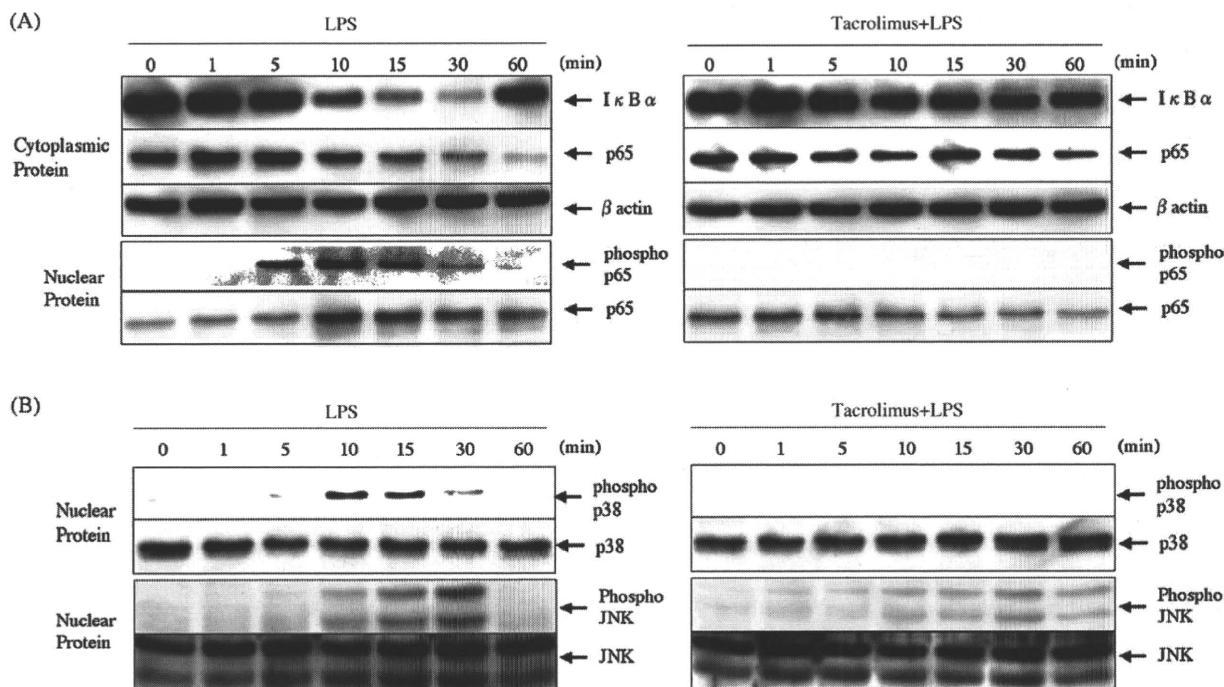 (A)
LPS
0 1 5 10 15 30 60 (min)
Cytoplasmic
Protein
I κ B α
p65
β actin
Nuclear
Protein
phospho
p65
p65
Tacrolimus+LPS
0 1 5 10 15 30 60 (min)
I κ B α
p65
β actin
phospho
p65
p65
(B)
LPS
0 1 5 10 15 30 60 (min)
Nuclear
Protein
phospho
p38
p38
Nuclear
Protein
Phospho
JNK
JNK
Tacrolimus+LPS
0 1 5 10 15 30 60 (min)
phospho
p38
p38
Phospho
JNK
JNK